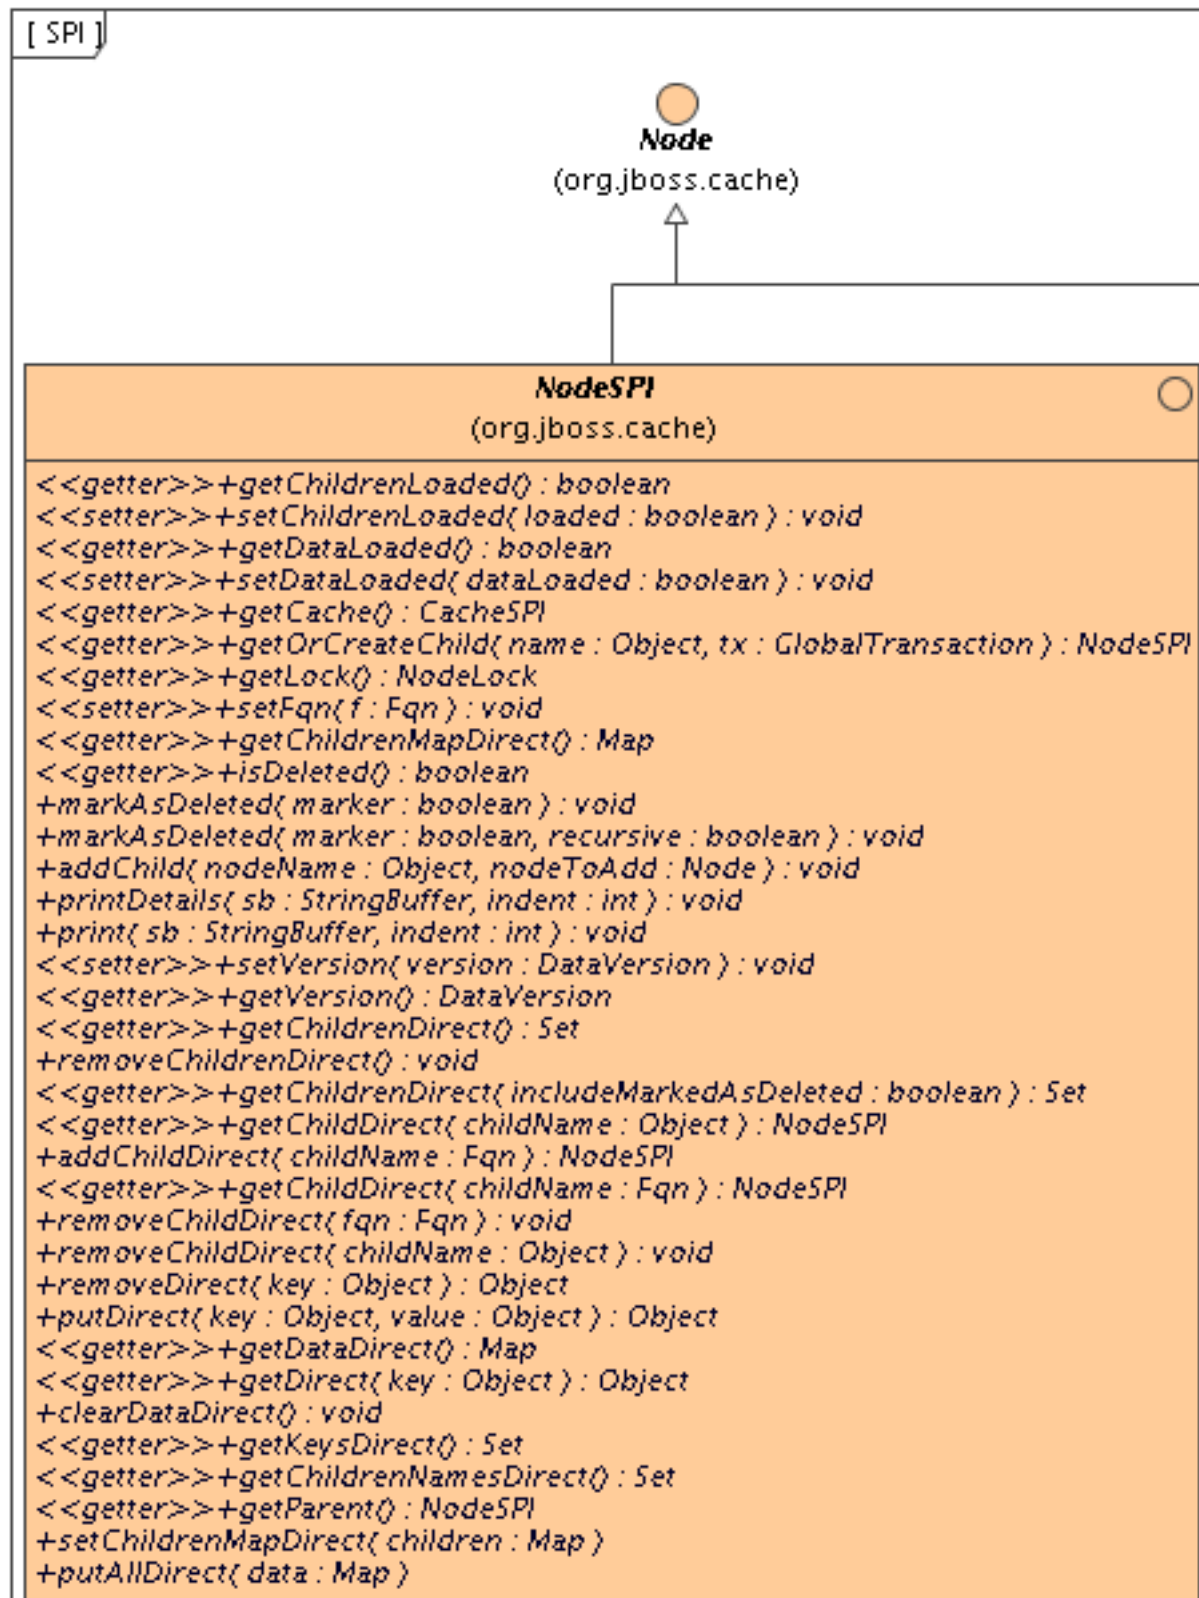 [ SPI ]
Node
(org.jboss.cache)
NodeSPI
(org.jboss.cache)
<<getter>>+getChildrenLoaded() : boolean
<<setter>>+setChildrenLoaded( loaded : boolean ) : void
<<getter>>+getDataLoaded() : boolean
<<setter>>+setDataLoaded( dataLoaded : boolean ) : void
<<getter>>+getCache() : CacheSPI
<<getter>>+getOrCreateChild( name : Object, tx : GlobalTransaction ) : NodeSPI
<<getter>>+getLock() : NodeLock
<<setter>>+setFqn( f : Fqn ) : void
<<getter>>+getChildrenMapDirect() : Map
<<getter>>+isDeleted() : boolean
+markAsDeleted( marker : boolean ) : void
+markAsDeleted( marker : boolean, recursive : boolean ) : void
+addChild( nodeName : Object, nodeToAdd : Node ) : void
+printDetails( sb : StringBuffer, indent : int ) : void
+print( sb : StringBuffer, indent : int ) : void
<<setter>>+setVersion( version : DataVersion ) : void
<<getter>>+getVersion() : DataVersion
<<getter>>+getChildrenDirect() : Set
+removeChildrenDirect() : void
<<getter>>+getChildrenDirect( includeMarkedAsDeleted : boolean ) : Set
<<getter>>+getChildDirect( childName : Object ) : NodeSPI
+addChildDirect( childName : Fqn ) : NodeSPI
<<getter>>+getChildDirect( childName : Fqn ) : NodeSPI
+removeChildDirect( fqn : Fqn ) : void
+removeChildDirect( childName : Object ) : void
+removeDirect( key : Object ) : Object
+putDirect( key : Object, value : Object ) : Object
<<getter>>+getDataDirect() : Map
<<getter>>+getDirect( key : Object ) : Object
+clearDataDirect() : void
<<getter>>+getKeysDirect() : Set
<<getter>>+getChildrenNamesDirect() : Set
<<getter>>+getParent() : NodeSPI
+setChildrenMapDirect( children : Map )
+putAllDirect( data : Map )